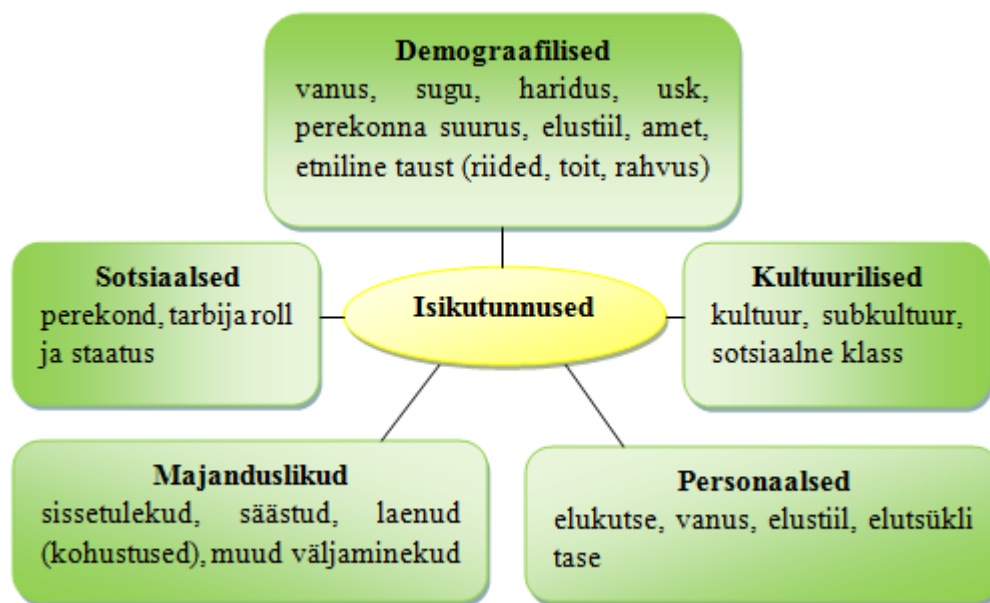 Demograafilised
vanus, sugu, haridus, usk,
perekonna suurus, elustiil, amet,
etniline taust (riided, toit, rahvus)
Sotsiaalsed
perekond, tarbija roll
ja staatus
Isikutunnused
Kultuurilised
kultuur, subkultuur,
sotsiaalne klass
Majanduslikud
sissetulekud, säästud, laenud
(kohustused), muud väljaminekud
Personaalsed
elukutse, vanus, elustiil, elutsükli
tase